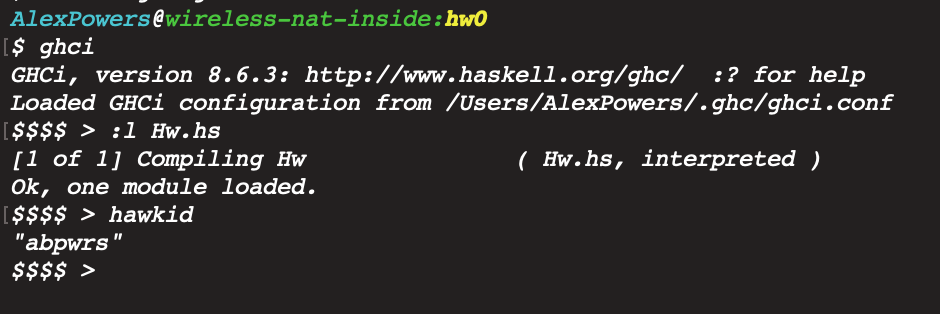 AlexPowers@wireless-nat-inside:hw0
[$ ghci
GHCi, version 8.6.3: http://www.haskell.org/ghc/  :? for help
Loaded GHCi configuration from /Users/AlexPowers/.ghc/ghci.conf
[$$$$ > :l Hw.hs
[1 of 1] Compiling Hw               ( Hw.hs, interpreted )
Ok, one module loaded.
[$$$$ > hawkid
"abpwrs"
$$$$ >